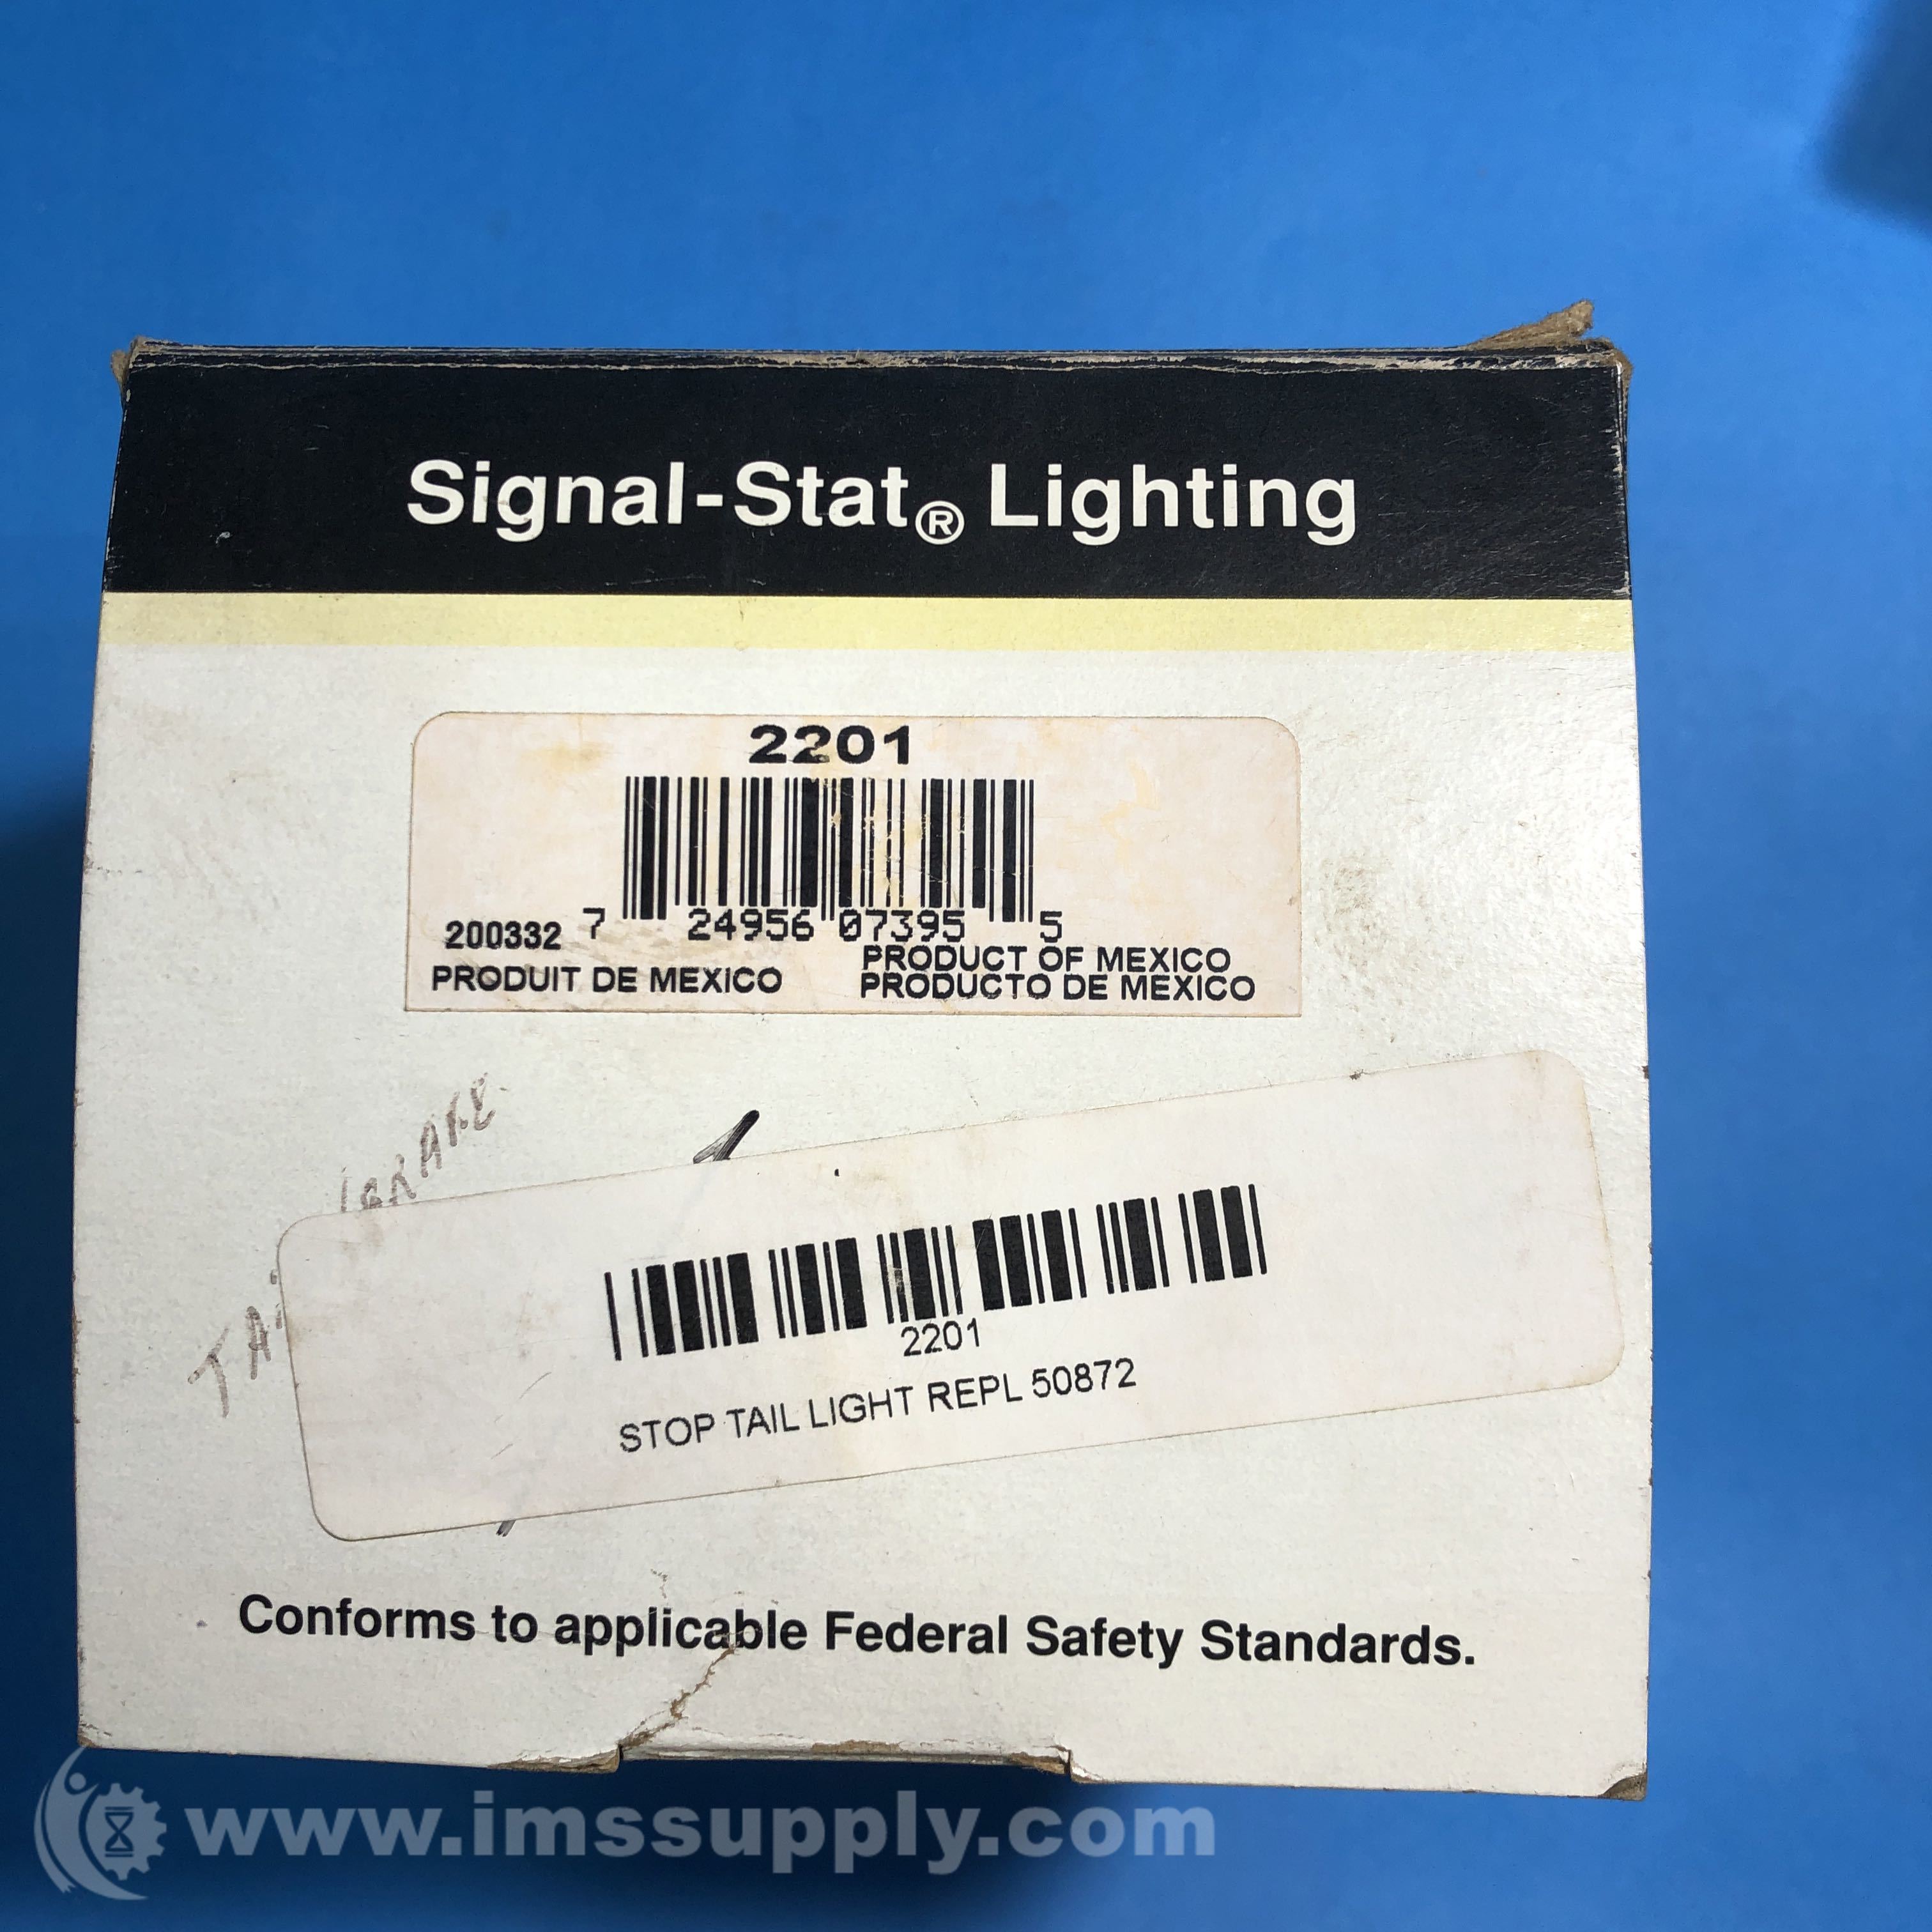 Signal-Stat® Lighting
2201
200332 7 24956 07395 5
PRODUIT DE MEXICO
PRODUCT OF MEXICO
PRODUCTO DE MEXICO
BRAKE
2201
STOP TAIL LIGHT REPL 50872
Conforms to applicable Federal Safety Standards.
www.imssupply.com